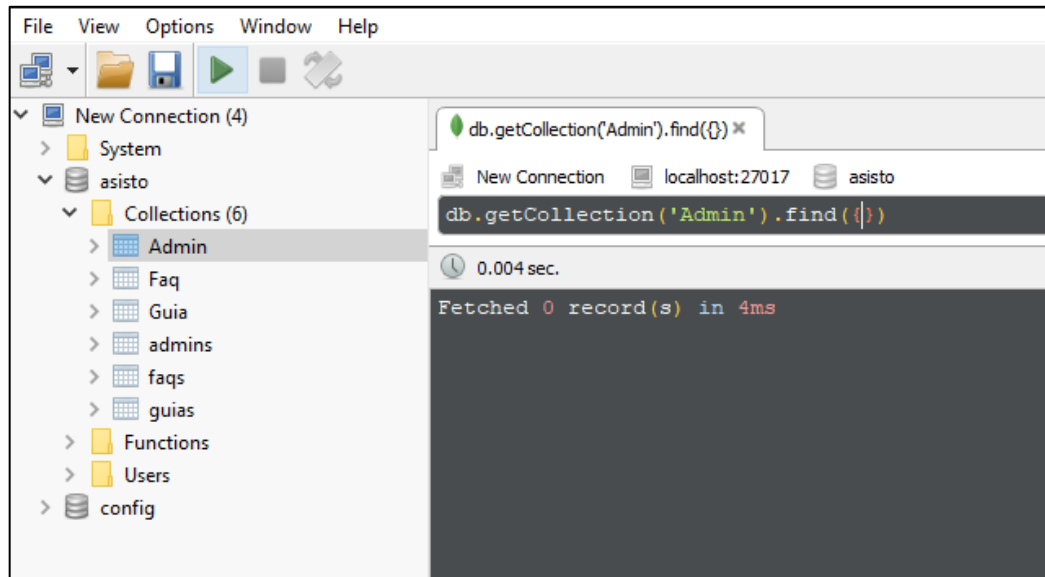 File View Options Window Help
New Connection (4)
System
asisto
Collections (6)
Admin
Faq
Guia
admins
faqs
guias
Functions
Users
config
db.getCollection('Admin').find({})
New Connection localhost:27017 asisto
db.getCollection('Admin').find({})
0.004 sec.
Fetched 0 record(s) in 4ms